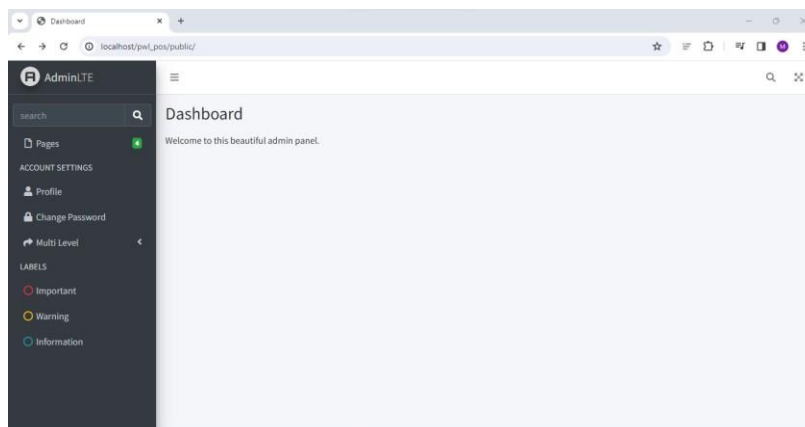 Dashboard
localhost/pwl_pos/public/
M
AdminLTE
search
Dashboard
Pages
4
Welcome to this beautiful admin panel.
ACCOUNT SETTINGS
Profile
Change Password
Multi Level
LABELS
Important
Warning
Information